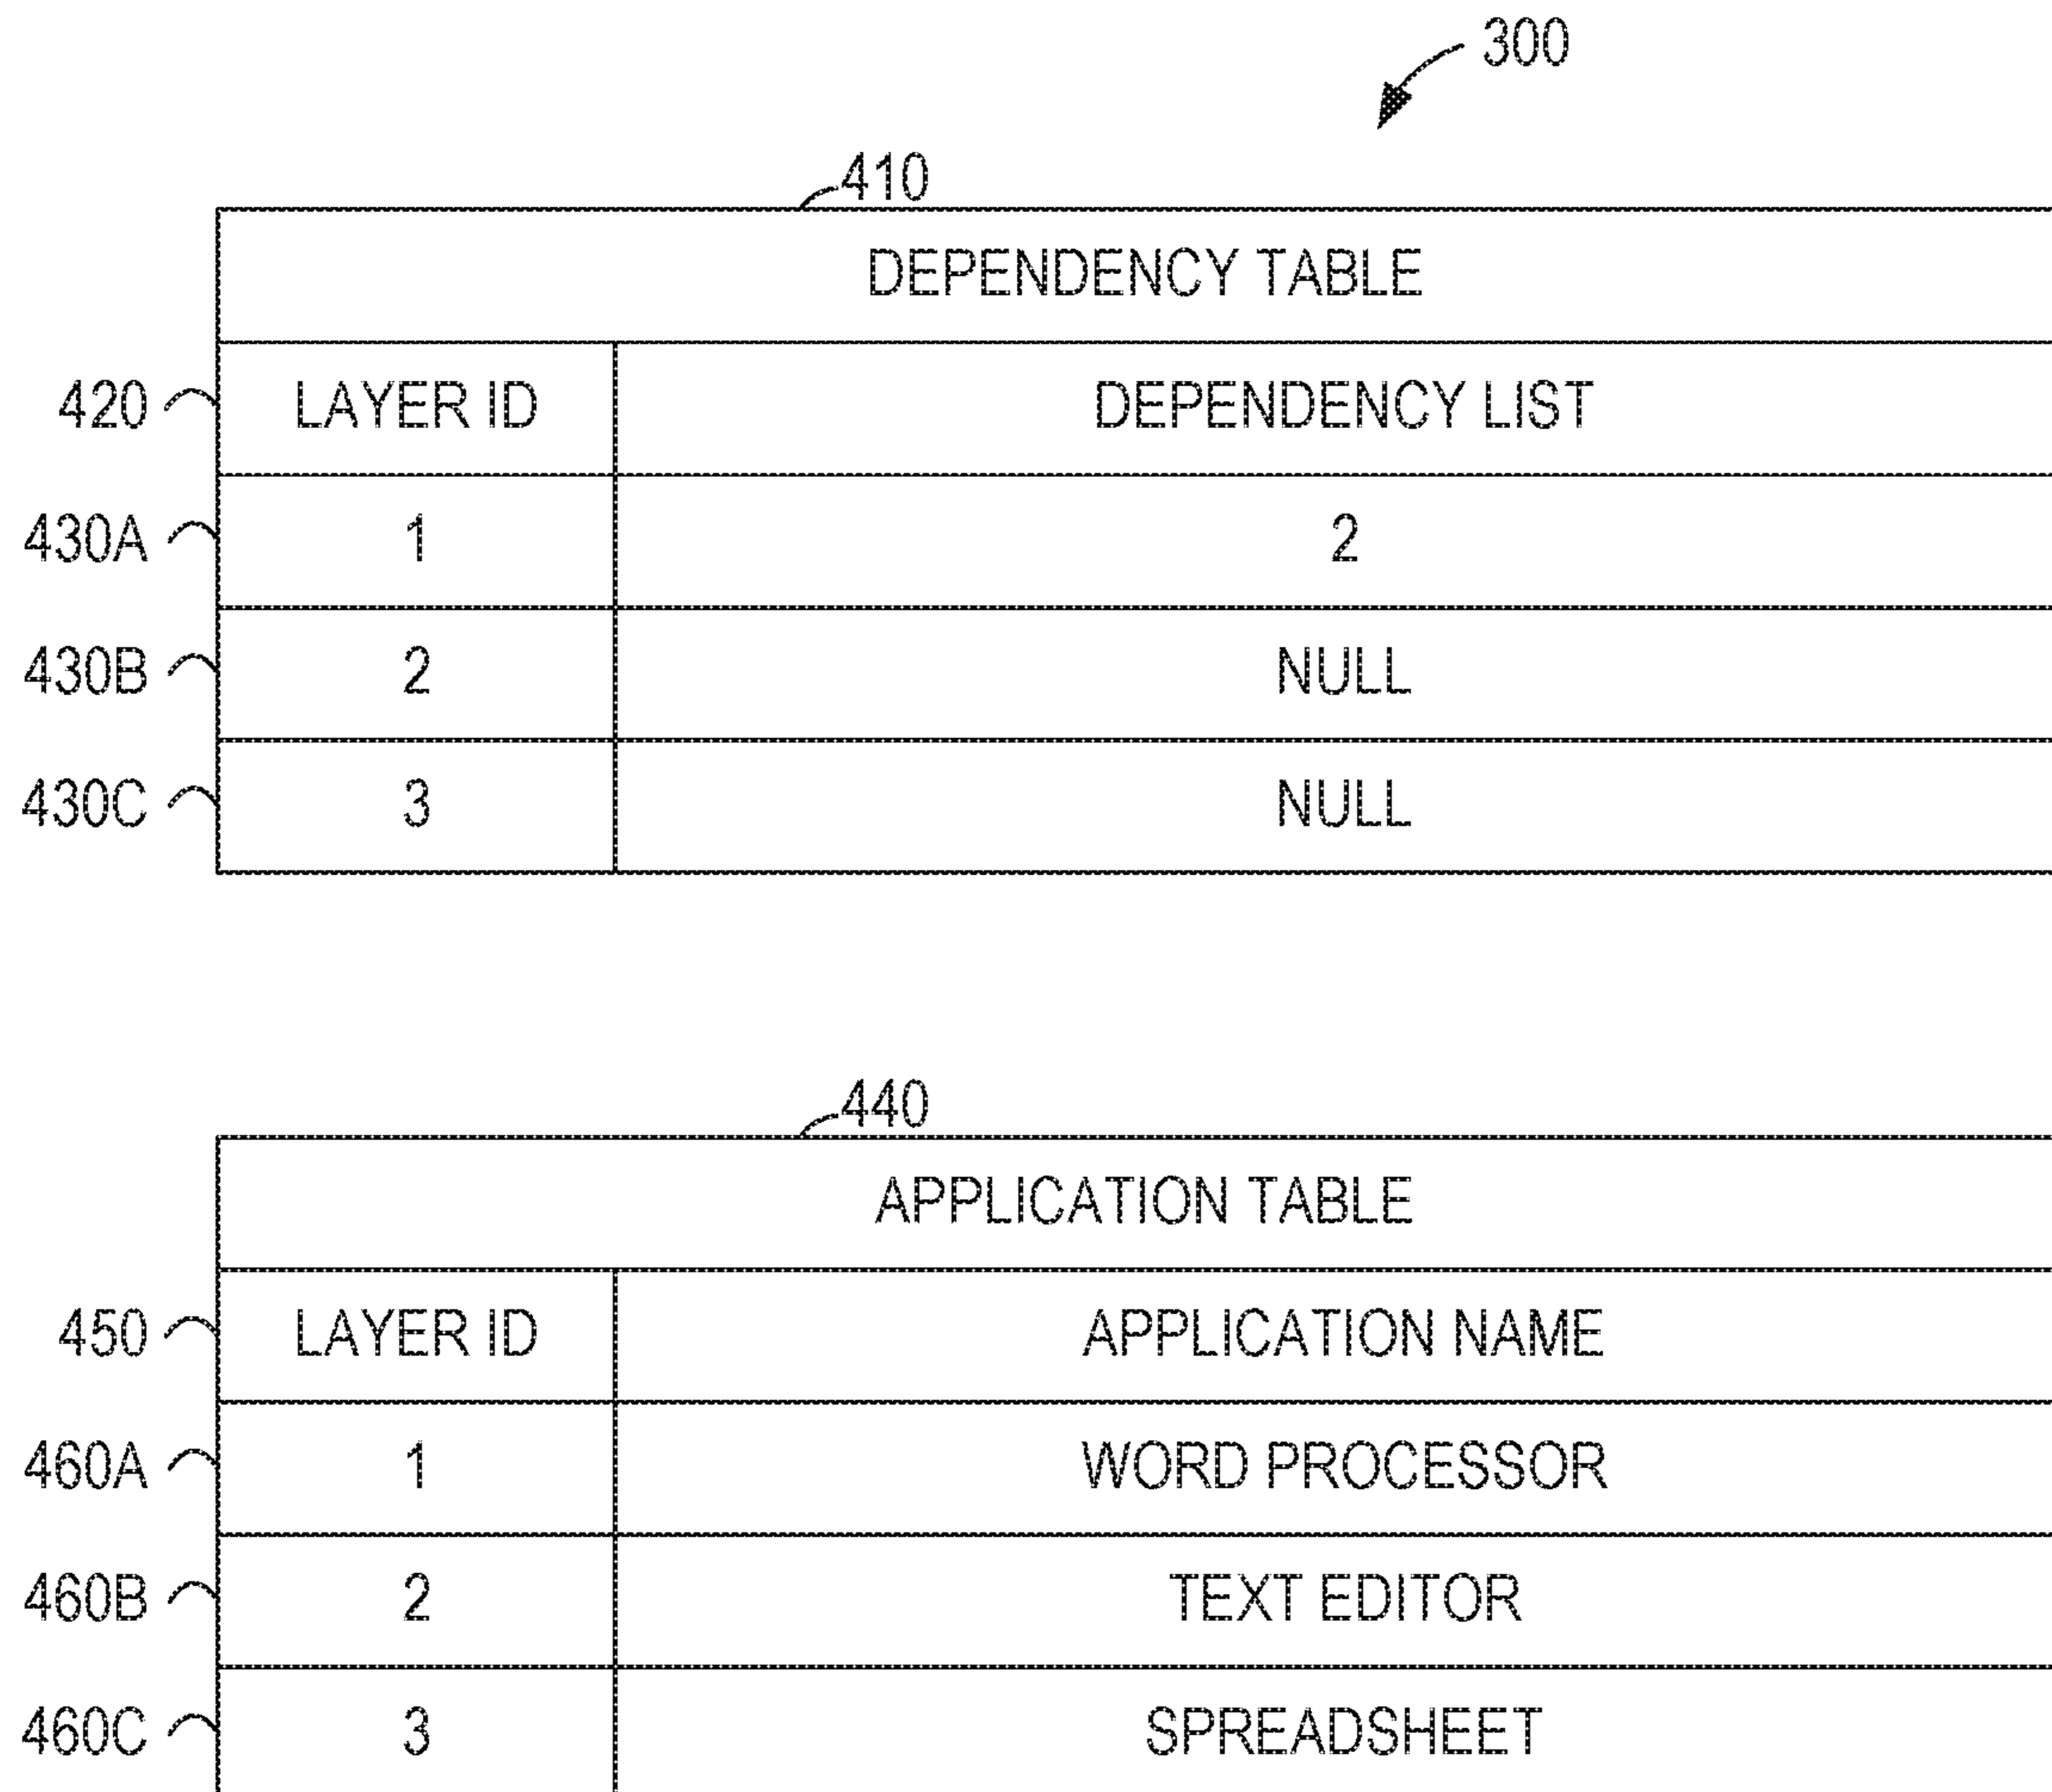 300
410
DEPENDENCY TABLE
420 LAYER ID DEPENDENCY LIST
430A 1 2
430B 2 NULL
430C 3 NULL
440
APPLICATION TABLE
450 LAYER ID APPLICATION NAME
460A 1 WORD PROCESSOR
460B 2 TEXT EDITOR
460C 3 SPREADSHEET